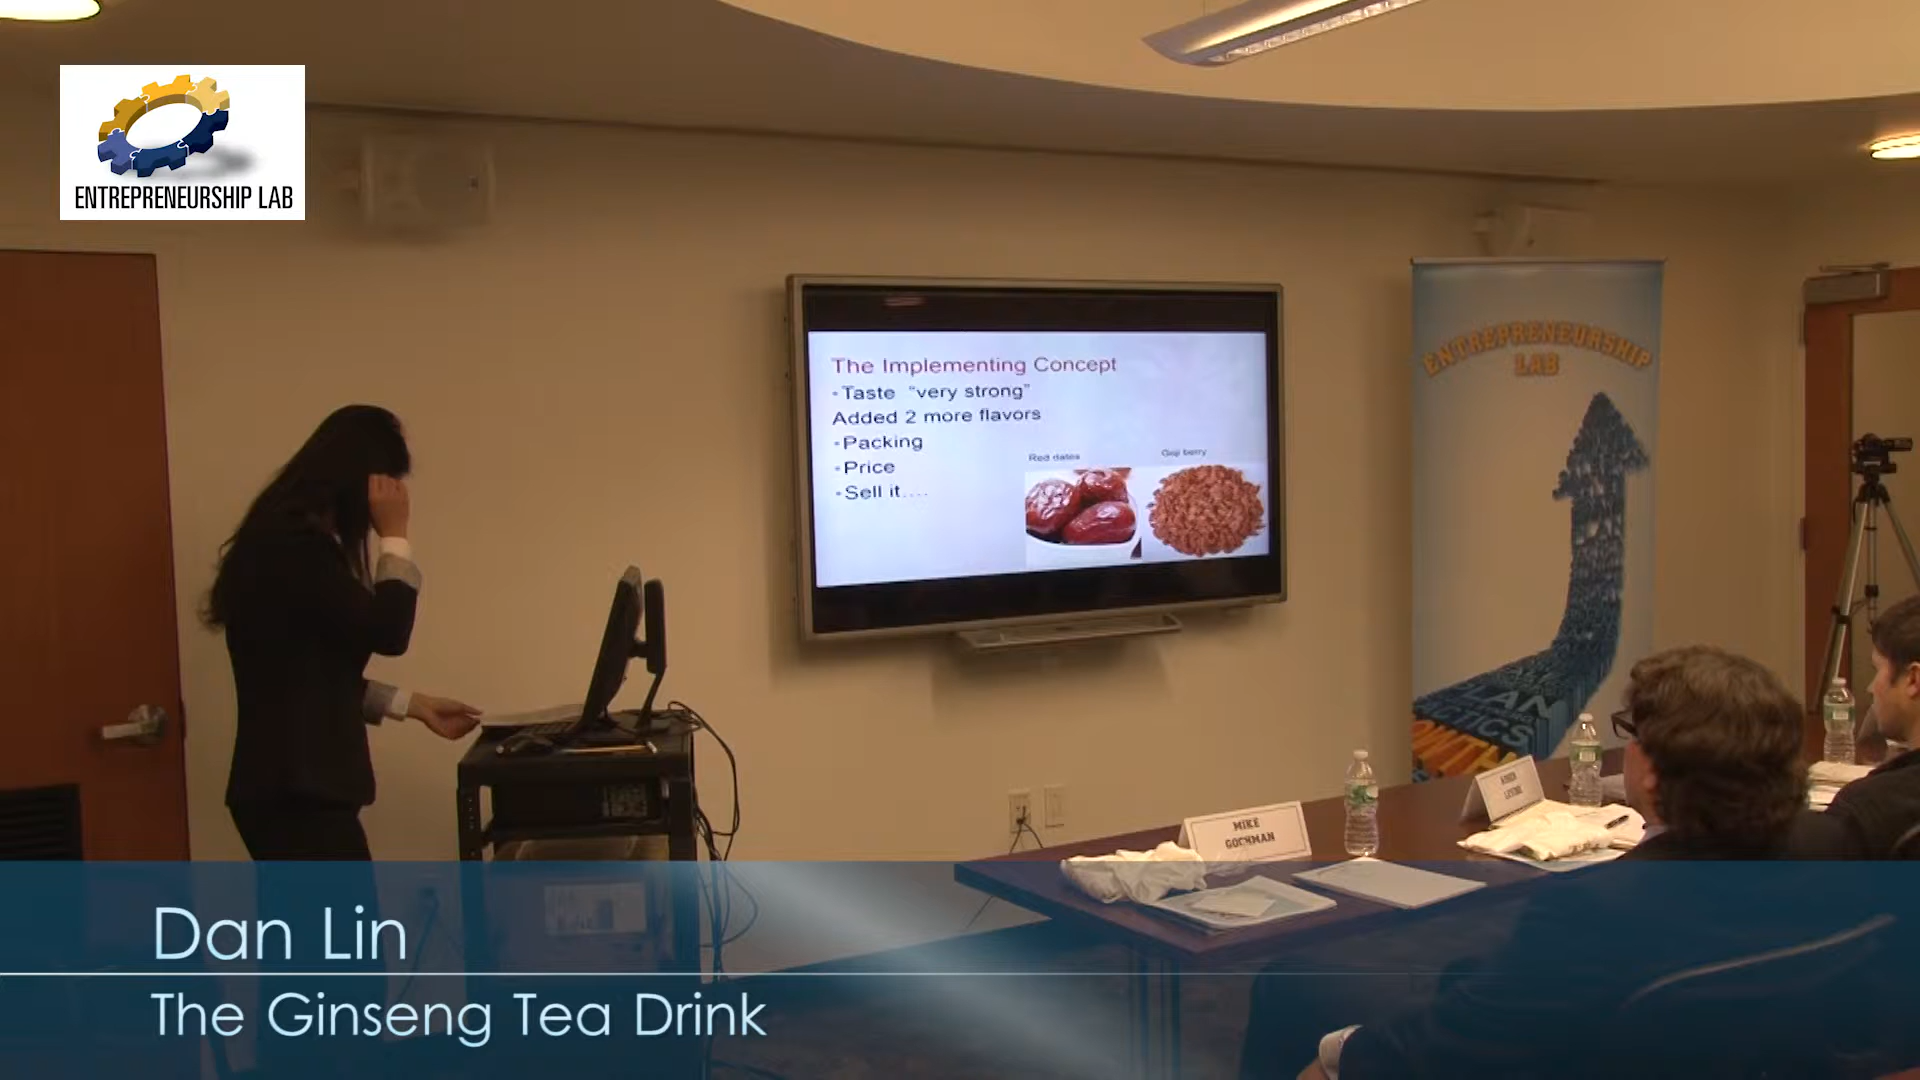 ENTREPRENEURSHIP LAB
The Implementing Concept
•Taste “very strong”
Added 2 more flavors
•Packing
•Price
•Sell it....
Red dates
Goji berry
ENTREPRENEURSHIP
LAB
PLAN
MIKE
GOCHMAN
Dan Lin
The Ginseng Tea Drink